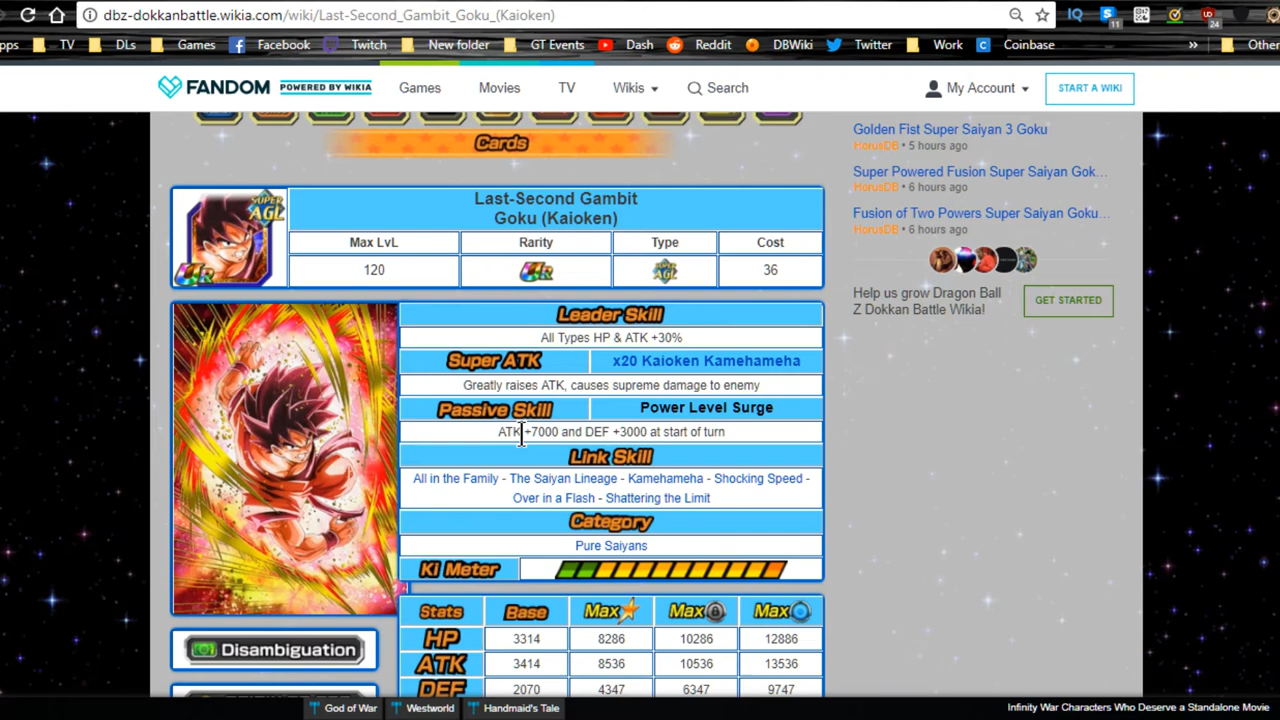 dbz-dokkanbattle.wikia.com/wiki/Last-Second_Gambit_Goku_(Kaioken)
IQ
11
24
pps TV DLs Games Facebook Twitch New folder GT Events Dash Reddit DBWiki Twitter Work Coinbase » Other
FANDOM POWERED BY WIKIA Games Movies TV Wikis Search My Account START A WIKI
Cards
Golden Fist Super Saiyan 3 Goku
HorusDB • 5 hours ago
Super Powered Fusion Super Saiyan Gok…
HorusDB • 6 hours ago
Fusion of Two Powers Super Saiyan Goku…
HorusDB • 6 hours ago
Help us grow Dragon Ball
Z Dokkan Battle Wikia!
GET STARTED
SUPER AGL
UR
Last-Second Gambit
Goku (Kaioken)
Max LvL Rarity Type Cost
120 UR SUPER AGL 36
Leader Skill
All Types HP & ATK +30%
Super ATK x20 Kaioken Kamehameha
Greatly raises ATK, causes supreme damage to enemy
Passive Skill Power Level Surge
ATK +7000 and DEF +3000 at start of turn
Link Skill
All in the Family - The Saiyan Lineage - Kamehameha - Shocking Speed -
Over in a Flash - Shattering the Limit
Category
Pure Saiyans
Ki Meter
Stats Base Max Max Max
HP 3314 8286 10286 12886
ATK 3414 8536 10536 13536
DEF 2070 4347 6347 9747
Disambiguation
God of War Westworld Handmaid's Tale Infinity War Characters Who Deserve a Standalone Movie